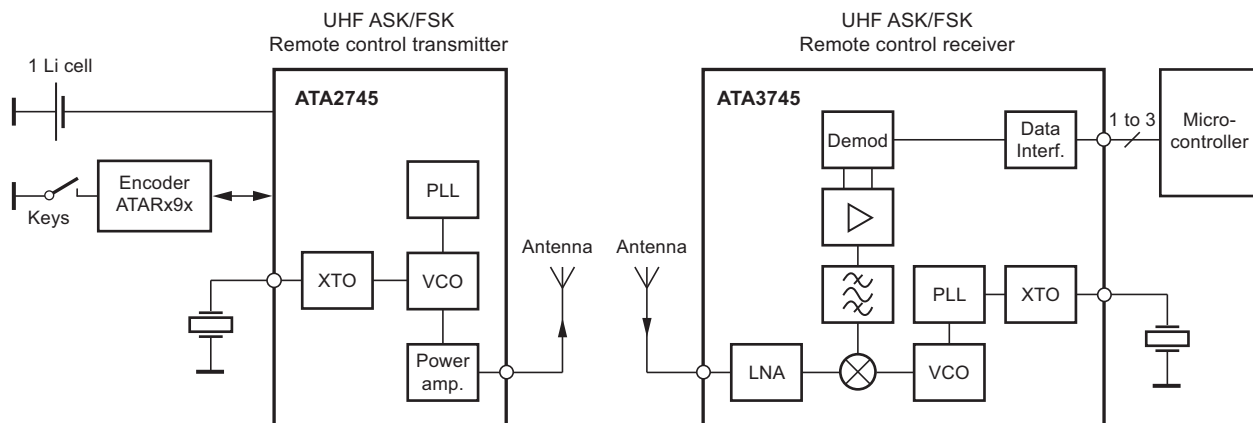 UHF ASK/FSK
Remote control transmitter
1 Li cell
ATA2745
Keys
Encoder
ATARx9x
PLL
XTO
VCO
Power
amp.
Antenna
UHF ASK/FSK
Remote control receiver
Antenna
ATA3745
Demod
Data
Interf.
1 to 3
Micro-
controller
PLL
XTO
LNA
VCO